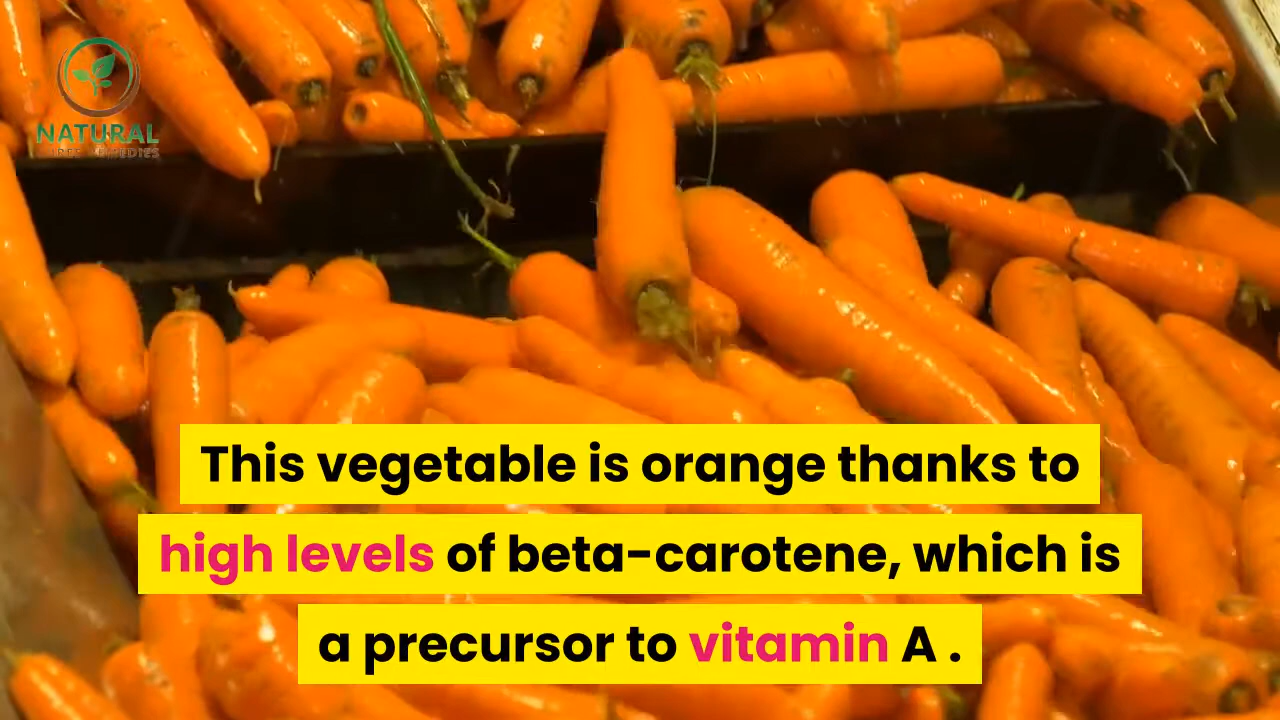 NATURAL
This vegetable is orange thanks to
high levels of beta-carotene, which is
a precursor to vitamin A .